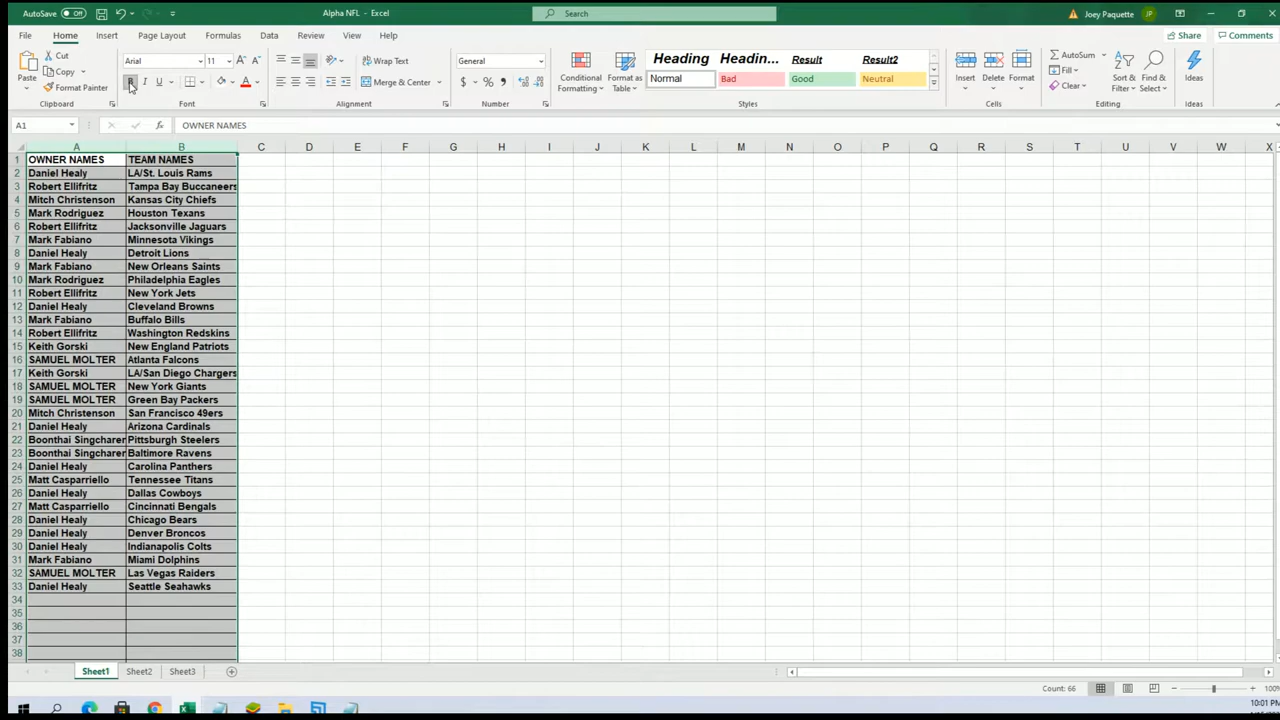 AutoSave Off
Alpha NFL - Excel
Search
Joey Paquette JP
File Home Insert Page Layout Formulas Data Review View Help
Share Comments
Paste Cut Copy Format Painter
Clipboard
Arial 11
B I U
Font
Wrap Text
Merge & Center
Alignment
General
$ % ,
Number
Conditional Formatting Format as Table
Heading Headin... Result Result2
Normal Bad Good Neutral
Styles
Insert Delete Format
Cells
AutoSum
Clear
Sort & Filter Find & Select
Editing
Ideas
Ideas
A1 fx OWNER NAMES
A B C D E F G H I J K L M N O P Q R S T U V W X
1 OWNER NAMES TEAM NAMES
2 Daniel Healy LA/St. Louis Rams
3 Robert Ellifritz Tampa Bay Buccaneers
4 Mitch Christenson Kansas City Chiefs
5 Mark Rodriguez Houston Texans
6 Robert Ellifritz Jacksonville Jaguars
7 Mark Fabiano Minnesota Vikings
8 Daniel Healy Detroit Lions
9 Mark Fabiano New Orleans Saints
10 Mark Rodriguez Philadelphia Eagles
11 Robert Ellifritz New York Jets
12 Daniel Healy Cleveland Browns
13 Mark Fabiano Buffalo Bills
14 Robert Ellifritz Washington Redskins
15 Keith Gorski New England Patriots
16 SAMUEL MOLTER Atlanta Falcons
17 Keith Gorski LA/San Diego Chargers
18 SAMUEL MOLTER New York Giants
19 SAMUEL MOLTER Green Bay Packers
20 Mitch Christenson San Francisco 49ers
21 Daniel Healy Arizona Cardinals
22 Boonthai Singcharer Pittsburgh Steelers
23 Boonthai Singcharer Baltimore Ravens
24 Daniel Healy Carolina Panthers
25 Matt Casparriello Tennessee Titans
26 Daniel Healy Dallas Cowboys
27 Matt Casparriello Cincinnati Bengals
28 Daniel Healy Chicago Bears
29 Daniel Healy Denver Broncos
30 Daniel Healy Indianapolis Colts
31 Mark Fabiano Miami Dolphins
32 SAMUEL MOLTER Las Vegas Raiders
33 Daniel Healy Seattle Seahawks
34
35
36
37
38
Sheet1 Sheet2 Sheet3
Count: 66
100%
10:01 PM